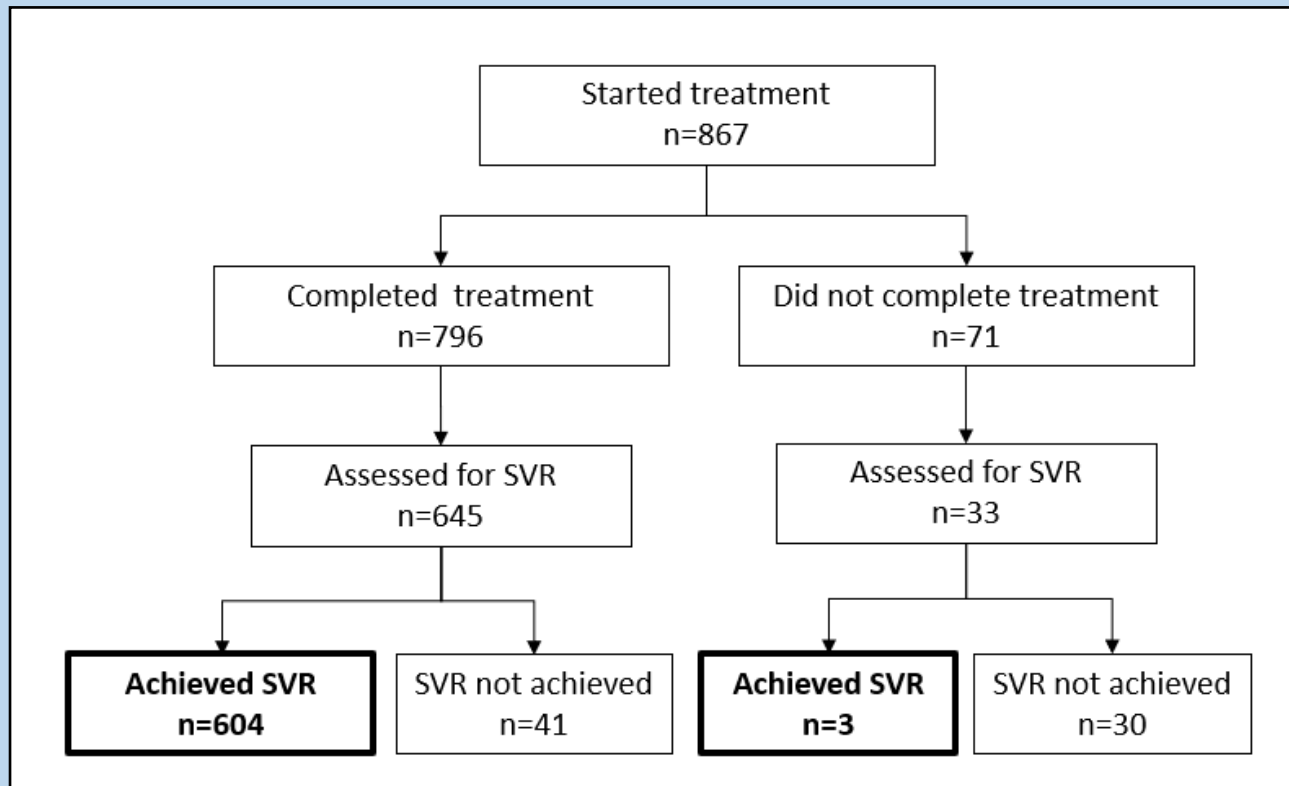 Started treatment
n=867
Completed treatment
n=796
Did not complete treatment
n=71
Assessed for SVR
n=645
Assessed for SVR
n=33
Achieved SVR
n=604
SVR not achieved
n=41
Achieved SVR
n=3
SVR not achieved
n=30